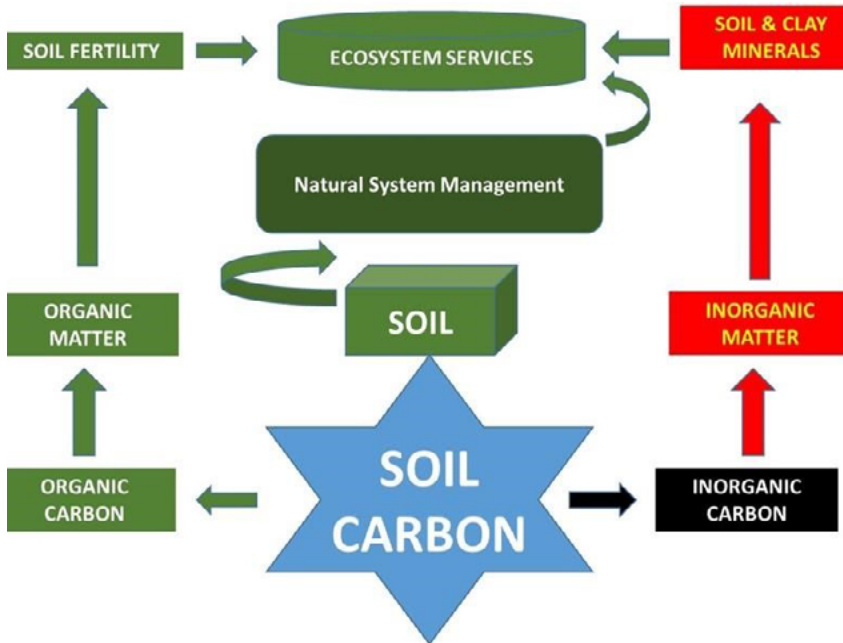 SOIL FERTILITY
ECOSYSTEM SERVICES
SOIL & CLAY
MINERALS
Natural System Management
ORGANIC
MATTER
SOIL
INORGANIC
MATTER
ORGANIC
CARBON
SOIL
CARBON
INORGANIC
CARBON